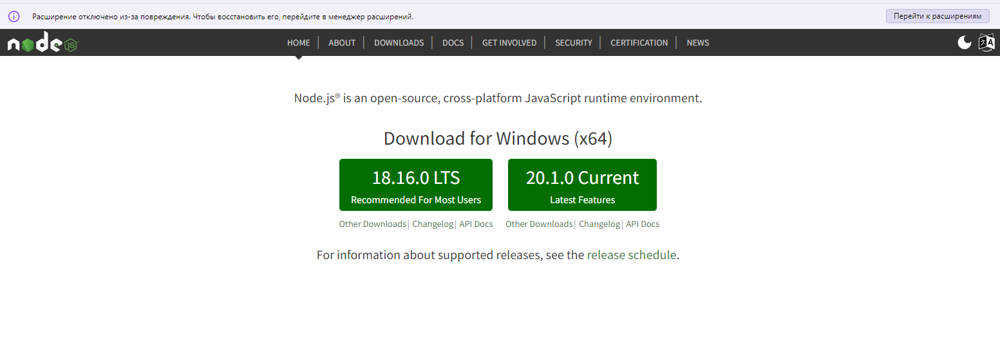 Расширение отключено из-за повреждения. Чтобы восстановить его, перейдите в менеджер расширений. Перейти к расширениям
node JS HOME | ABOUT | DOWNLOADS | DOCS | GET INVOLVED | SECURITY | CERTIFICATION | NEWS
Node.js® is an open-source, cross-platform JavaScript runtime environment.
Download for Windows (x64)
18.16.0 LTS 20.1.0 Current
Recommended For Most Users Latest Features
Other Downloads | Changelog | API Docs Other Downloads | Changelog | API Docs
For information about supported releases, see the release schedule.